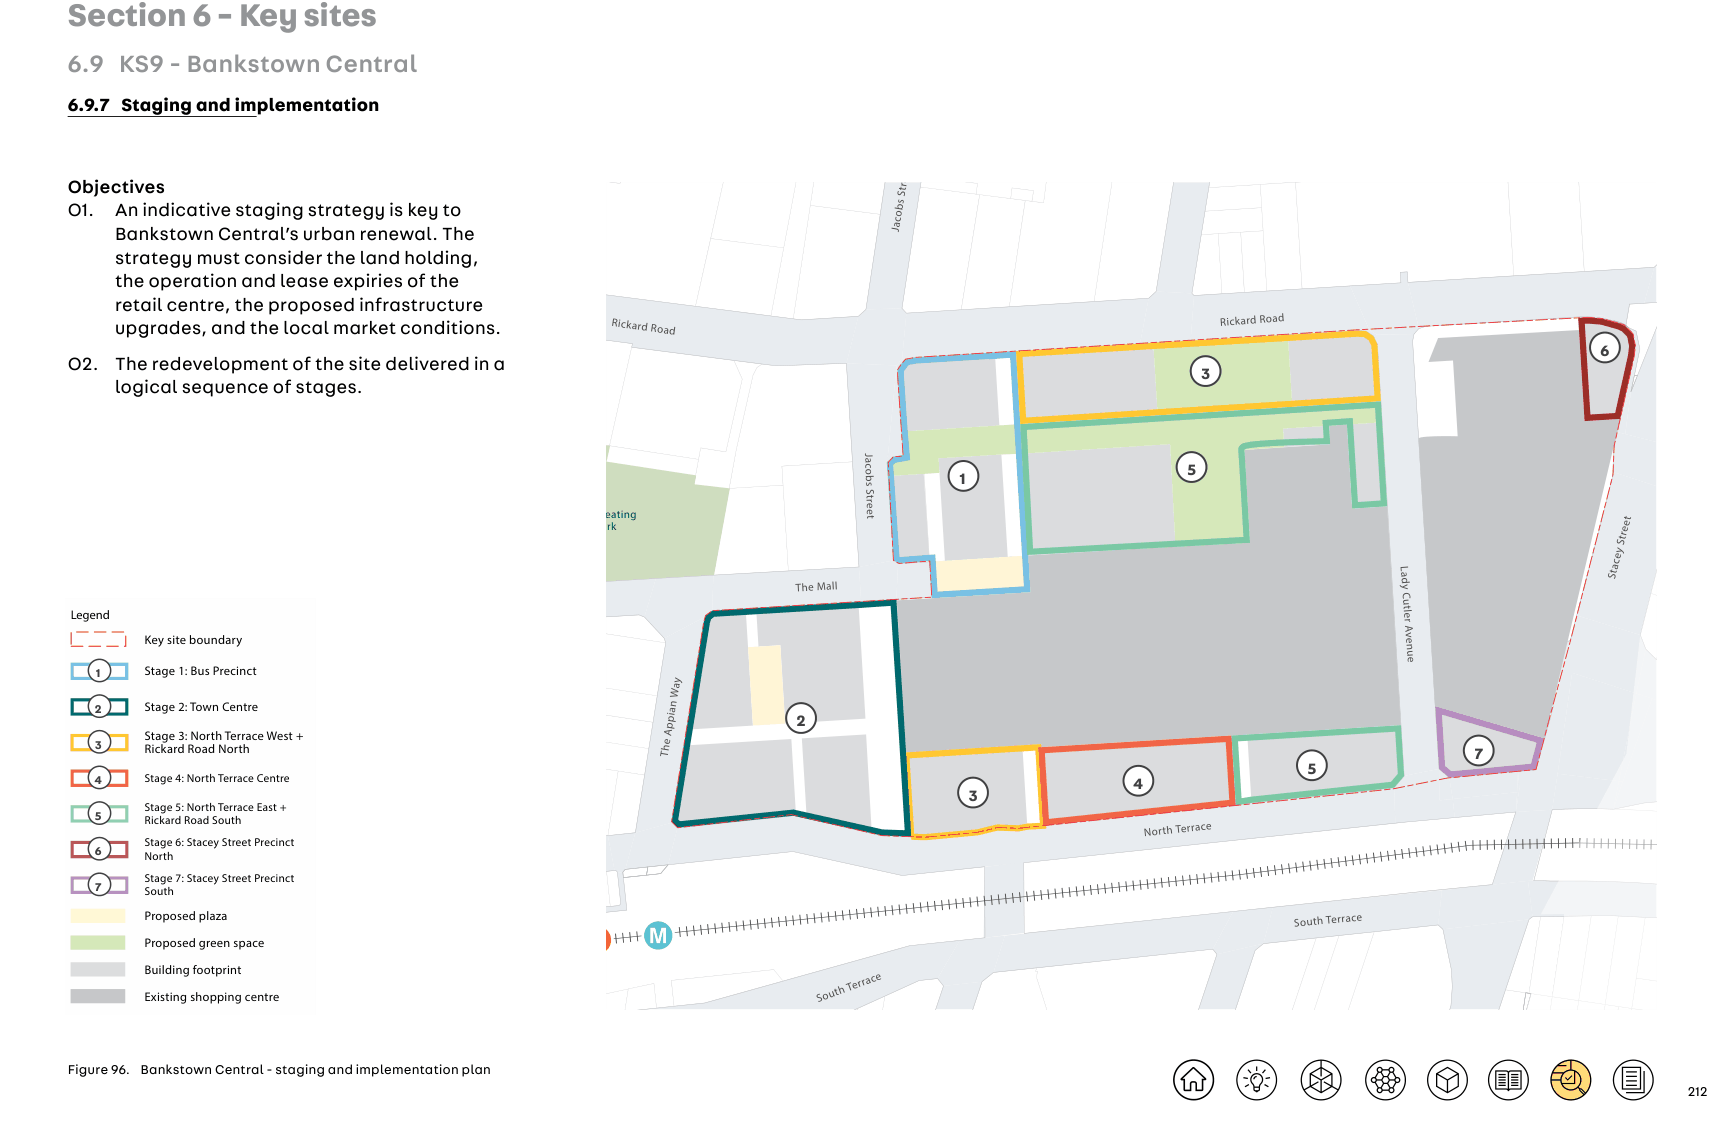 Section 6 – Key sites
6.9 KS9 - Bankstown Central
6.9.7 Staging and implementation
Objectives
O1. An indicative staging strategy is key to
Bankstown Central's urban renewal. The
strategy must consider the land holding,
the operation and lease expiries of the
retail centre, the proposed infrastructure
upgrades, and the local market conditions.
O2. The redevelopment of the site delivered in a
logical sequence of stages.
Jacobs Str
Rickard Road
Rickard Road
6
3
5
1
Jacobs Street
eating
rk
Stacey Street
The Mall
Lady Cutler Avenue
The Appian Way
2
3
4
5
7
North Terrace
M
South Terrace
South Terrace
Legend
Key site boundary
1 Stage 1: Bus Precinct
2 Stage 2: Town Centre
3 Stage 3: North Terrace West +
Rickard Road North
4 Stage 4: North Terrace Centre
5 Stage 5: North Terrace East +
Rickard Road South
6 Stage 6: Stacey Street Precinct
North
7 Stage 7: Stacey Street Precinct
South
Proposed plaza
Proposed green space
Building footprint
Existing shopping centre
Figure 96. Bankstown Central - staging and implementation plan
212